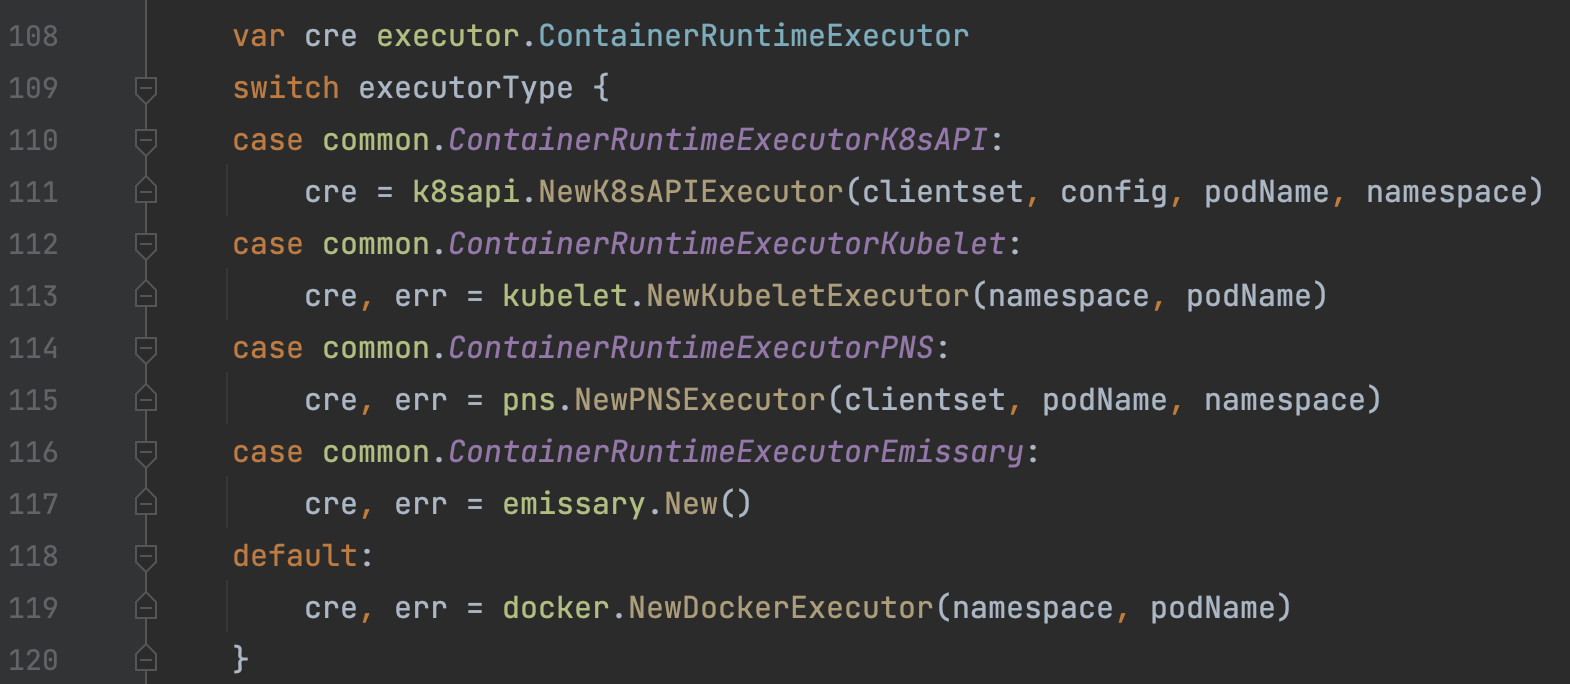 108 var cre executor.ContainerRuntimeExecutor
109 switch executorType {
110 case common.ContainerRuntimeExecutorK8sAPI:
111 cre = k8sapi.NewK8sAPIExecutor(clientset, config, podName, namespace)
112 case common.ContainerRuntimeExecutorKubelet:
113 cre, err = kubelet.NewKubeletExecutor(namespace, podName)
114 case common.ContainerRuntimeExecutorPNS:
115 cre, err = pns.NewPNSExecutor(clientset, podName, namespace)
116 case common.ContainerRuntimeExecutorEmissary:
117 cre, err = emissary.New()
118 default:
119 cre, err = docker.NewDockerExecutor(namespace, podName)
120 }